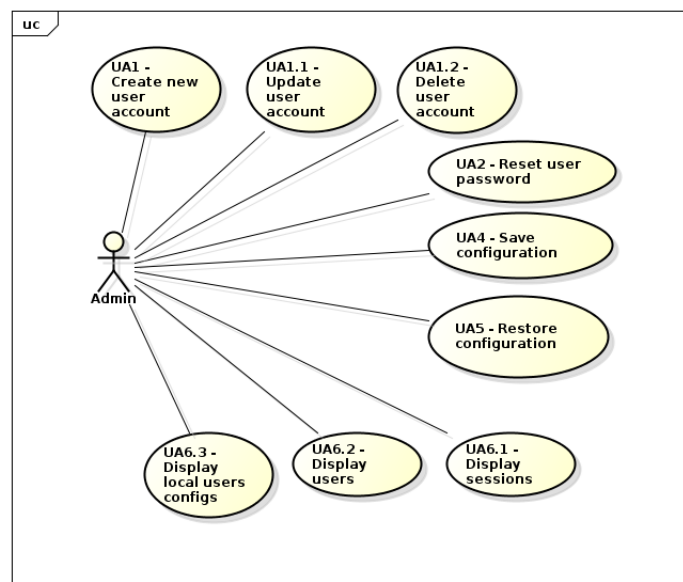 uc
UA1 -
Create new
user
account
UA1.1 -
Update
user
account
UA1.2 -
Delete
user
account
UA2 - Reset user
password
UA4 - Save
configuration
UA5 - Restore
configuration
Admin
UA6.3 -
Display
local users
configs
UA6.2 -
Display
users
UA6.1 -
Display
sessions